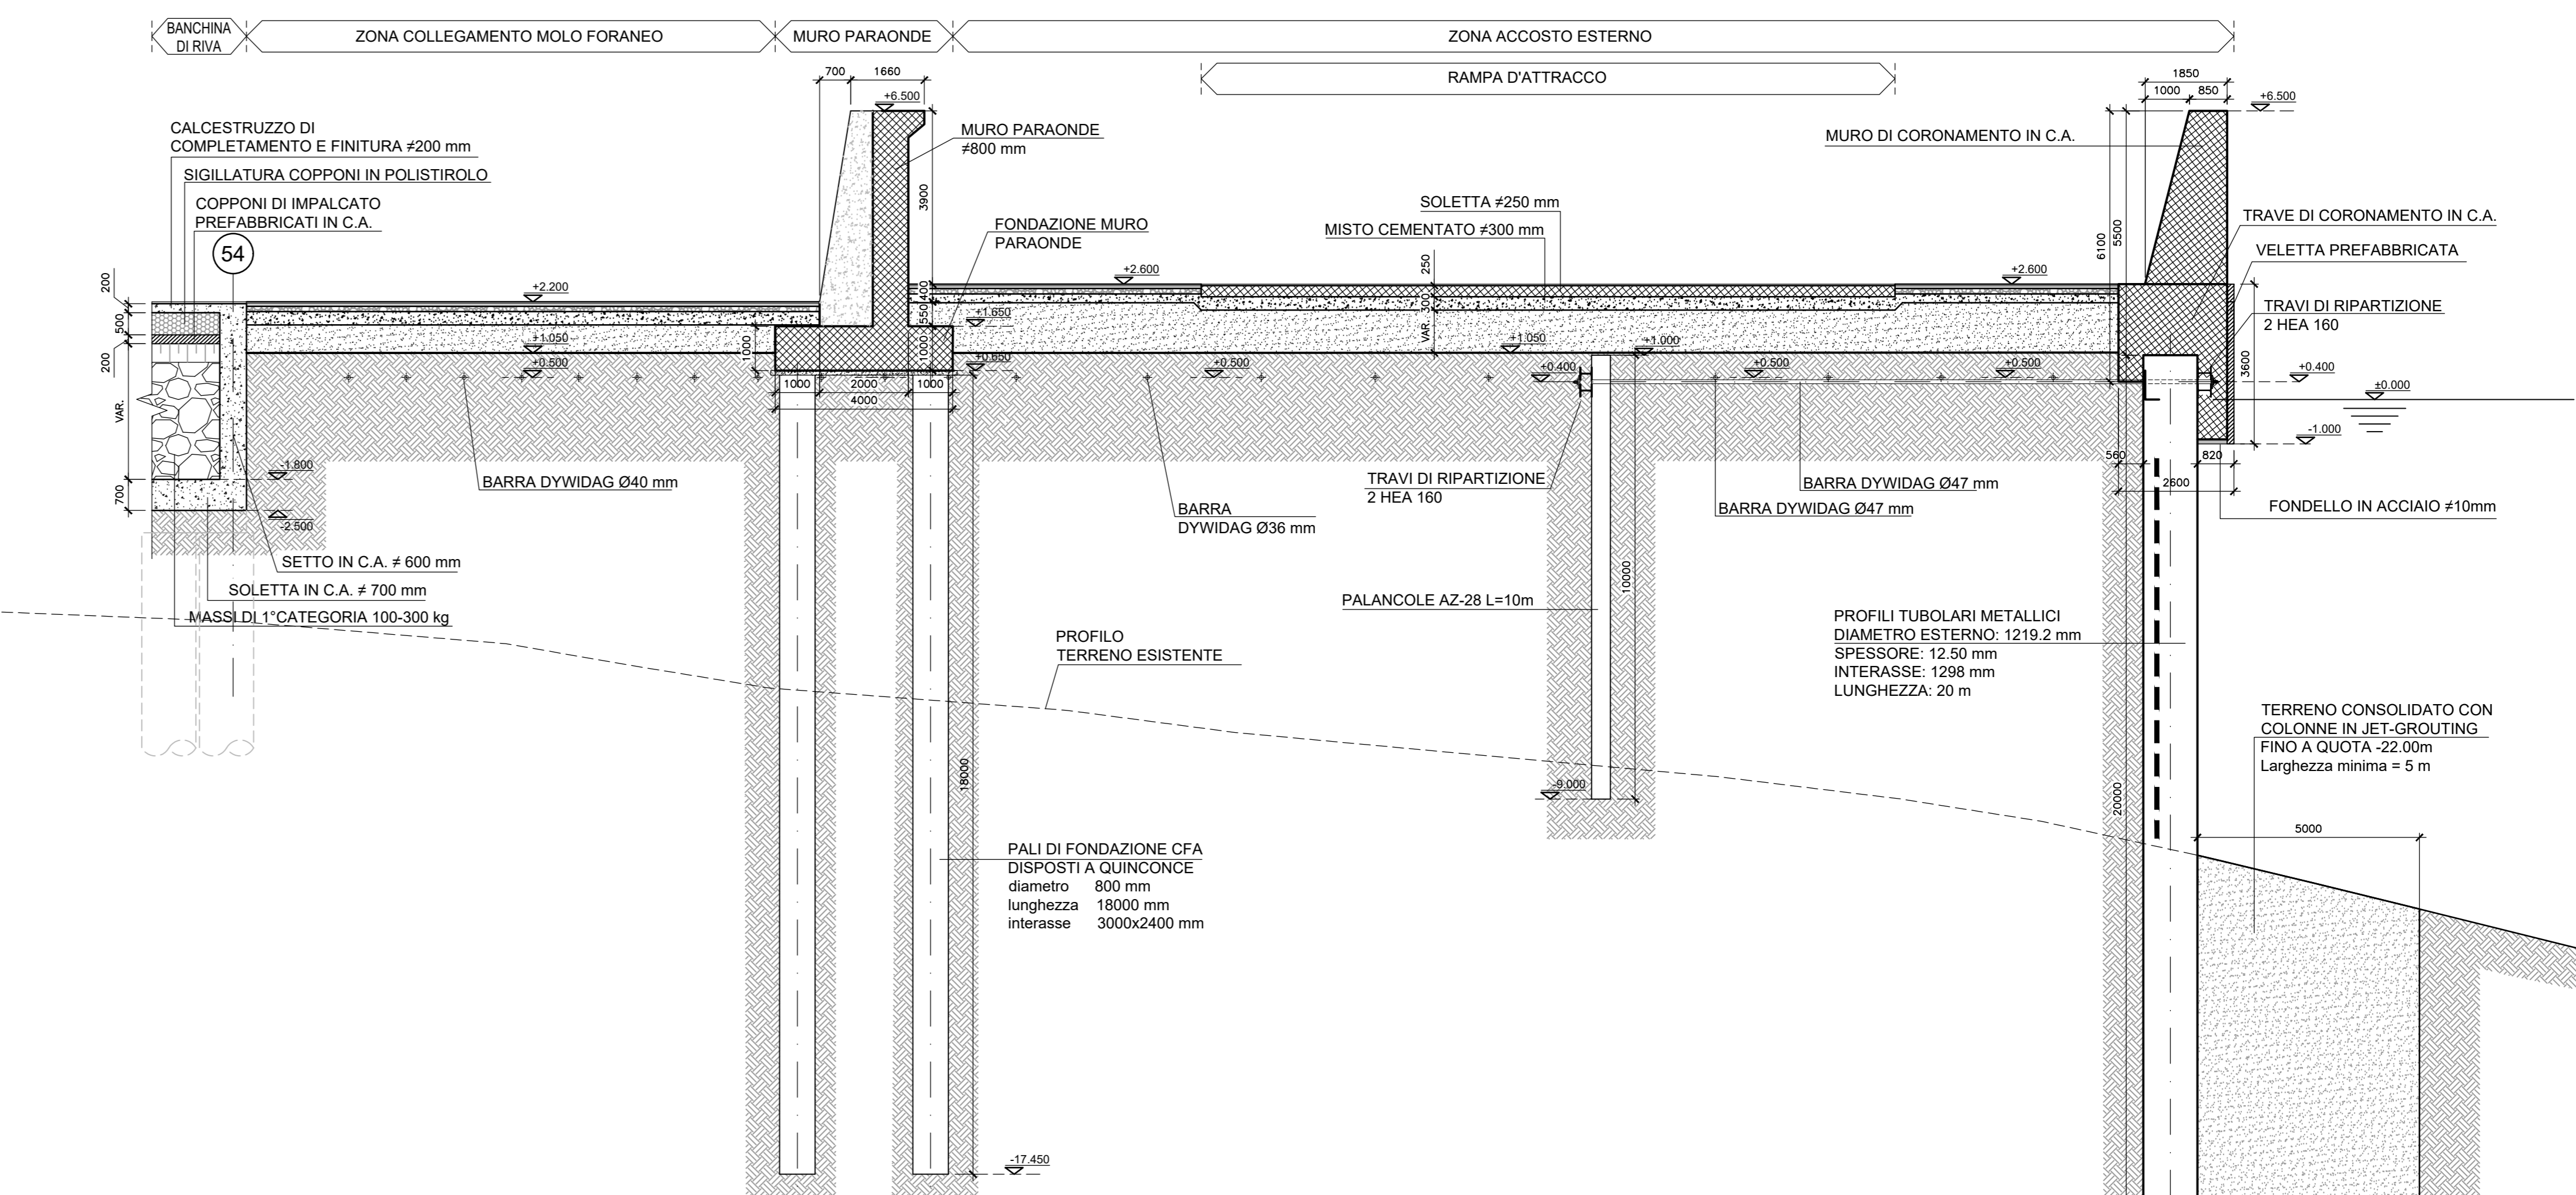 BANCHINA
DI RIVA
ZONA COLLEGAMENTO MOLO FORANEO
MURO PARAONDE
ZONA ACCOSTO ESTERNO
RAMPA D'ATTRACCO
700
1660
+6.500
1850
1000
850
+6.500
CALCESTRUZZO DI
COMPLETAMENTO E FINITURA ≠200 mm
SIGILLATURA COPPONI IN POLISTIROLO
COPPONI DI IMPALCATO
PREFABBRICATI IN C.A.
54
MURO PARAONDE
≠800 mm
3900
FONDAZIONE MURO
PARAONDE
SOLETTA ≠250 mm
MISTO CEMENTATO ≠300 mm
MURO DI CORONAMENTO IN C.A.
6100
5500
TRAVE DI CORONAMENTO IN C.A.
VELETTA PREFABBRICATA
TRAVI DI RIPARTIZIONE
2 HEA 160
200
500
200
VAR.
700
+2.200
+1.050
+0.500
-1.800
-2.500
1000
400
550
1000
+1.650
+0.650
1000
2000
1000
4000
+2.600
250
300
VAR.
+2.600
+0.500
+1.050
+0.400
+1.000
+0.500
+0.500
3600
+0.400
±0.000
-1.000
560
820
2600
BARRA DYWIDAG Ø40 mm
BARRA
DYWIDAG Ø36 mm
TRAVI DI RIPARTIZIONE
2 HEA 160
BARRA DYWIDAG Ø47 mm
BARRA DYWIDAG Ø47 mm
FONDELLO IN ACCIAIO ≠10mm
SETTO IN C.A. ≠ 600 mm
SOLETTA IN C.A. ≠ 700 mm
MASSI DI 1°CATEGORIA 100-300 kg
PROFILO
TERRENO ESISTENTE
PALANCOLE AZ-28 L=10m
10000
-9.000
PROFILI TUBOLARI METALLICI
DIAMETRO ESTERNO: 1219.2 mm
SPESSORE: 12.50 mm
INTERASSE: 1298 mm
LUNGHEZZA: 20 m
TERRENO CONSOLIDATO CON
COLONNE IN JET-GROUTING
FINO A QUOTA -22.00m
Larghezza minima = 5 m
18000
20000
5000
PALI DI FONDAZIONE CFA
DISPOSTI A QUINCONCE
diametro 800 mm
lunghezza 18000 mm
interasse 3000x2400 mm
-17.450